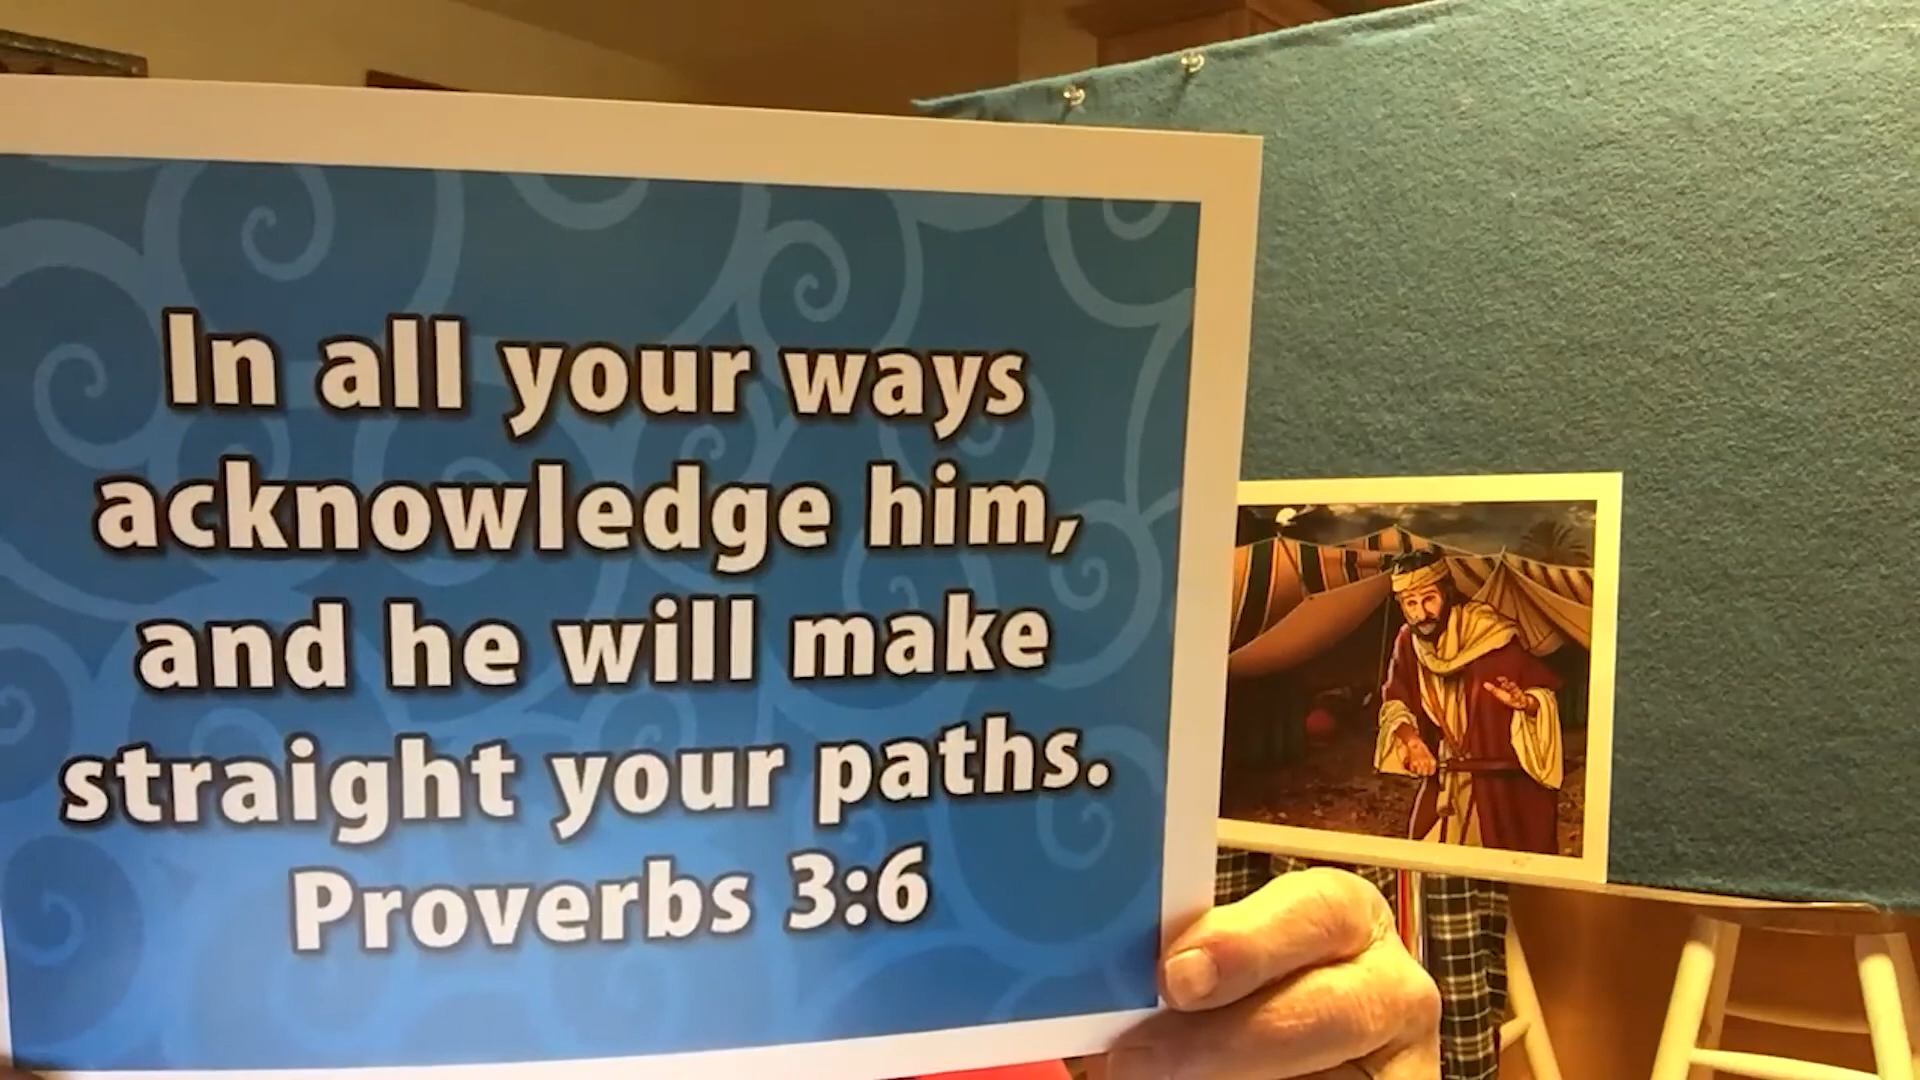 In all your ways
acknowledge him,
and he will make
straight your paths.
Proverbs 3:6